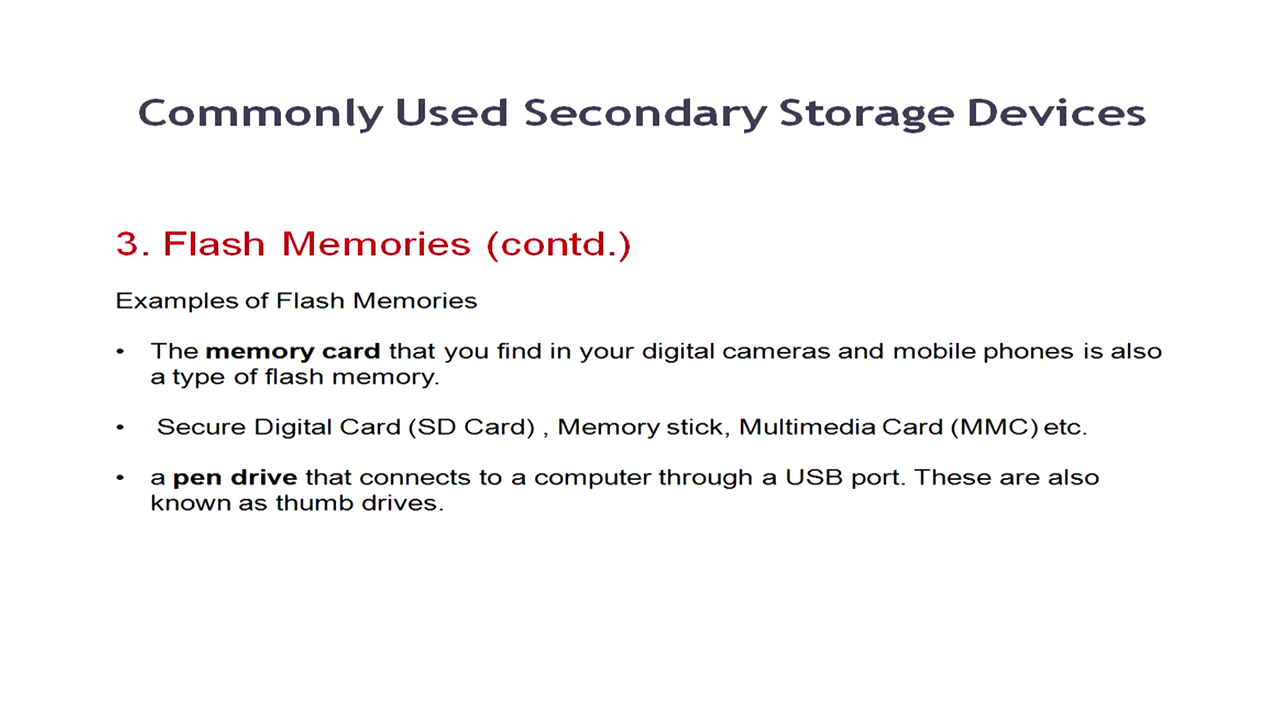 Commonly Used Secondary Storage Devices
3. Flash Memories (contd.)
Examples of Flash Memories
• The memory card that you find in your digital cameras and mobile phones is also
a type of flash memory.
• Secure Digital Card (SD Card) , Memory stick, Multimedia Card (MMC) etc.
• a pen drive that connects to a computer through a USB port. These are also
known as thumb drives.